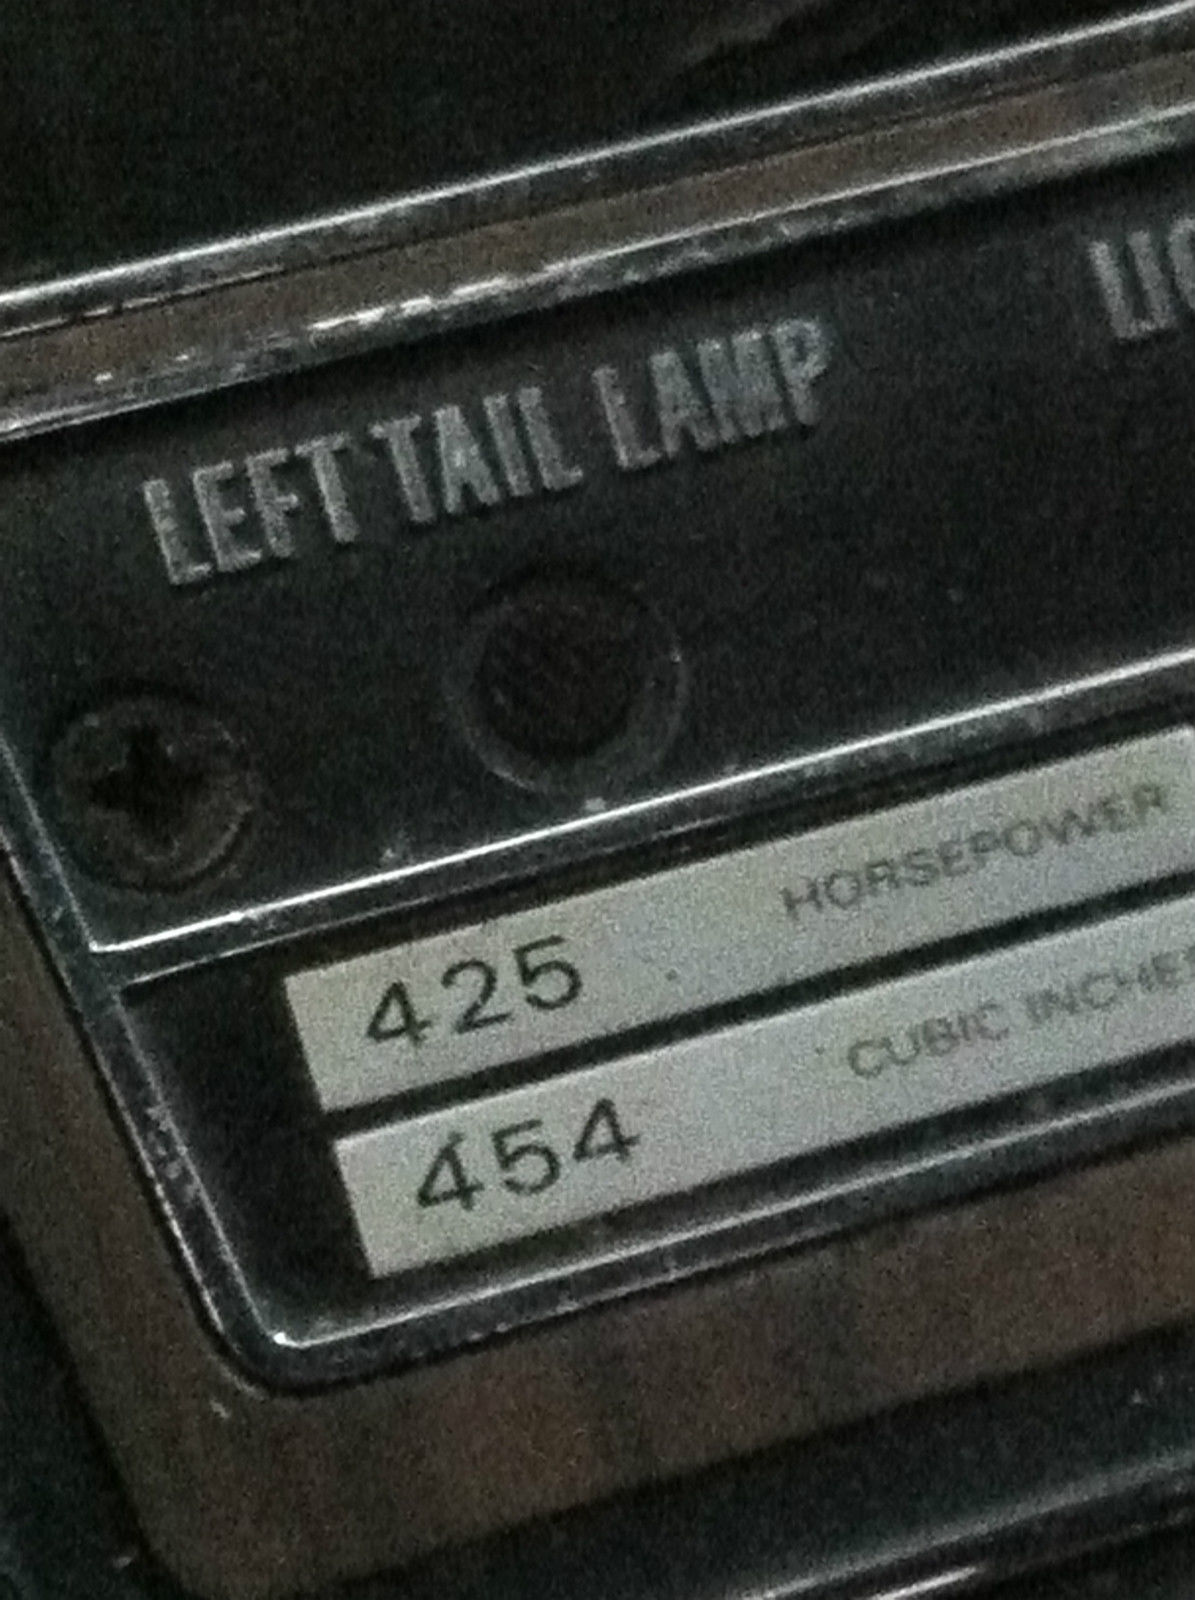 LEFT TAIL LAMP
425 HORSEPOWER
454 CUBIC INCHES